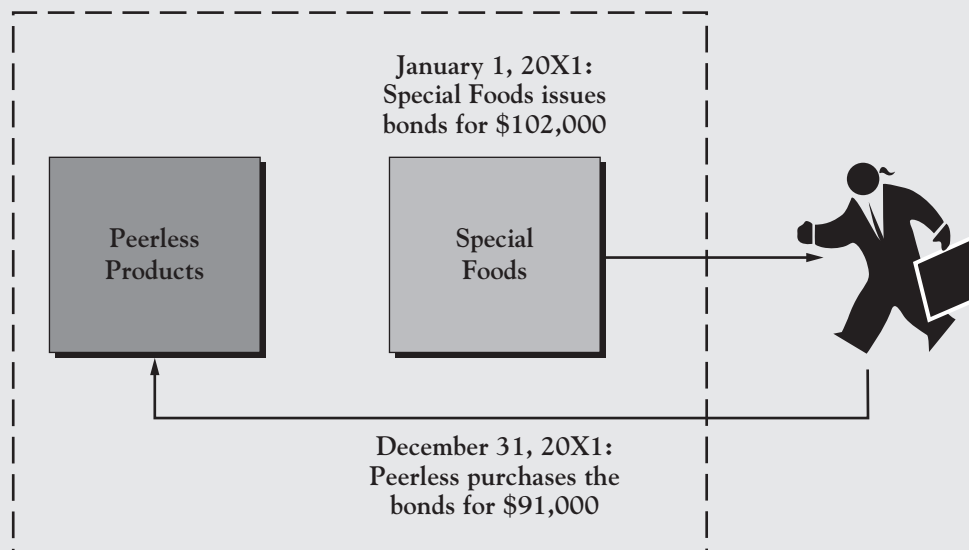 January 1, 20X1:
Special Foods issues
bonds for $102,000
Peerless
Products
Special
Foods
December 31, 20X1:
Peerless purchases the
bonds for $91,000